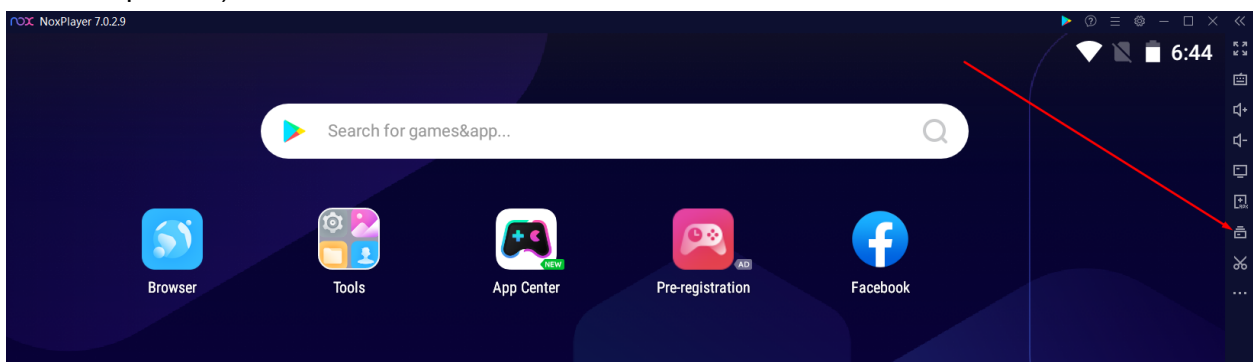 nox NoxPlayer 7.0.2.9
6:44
Search for games&app...
NEW
AD
Browser
Tools
App Center
Pre-registration
Facebook